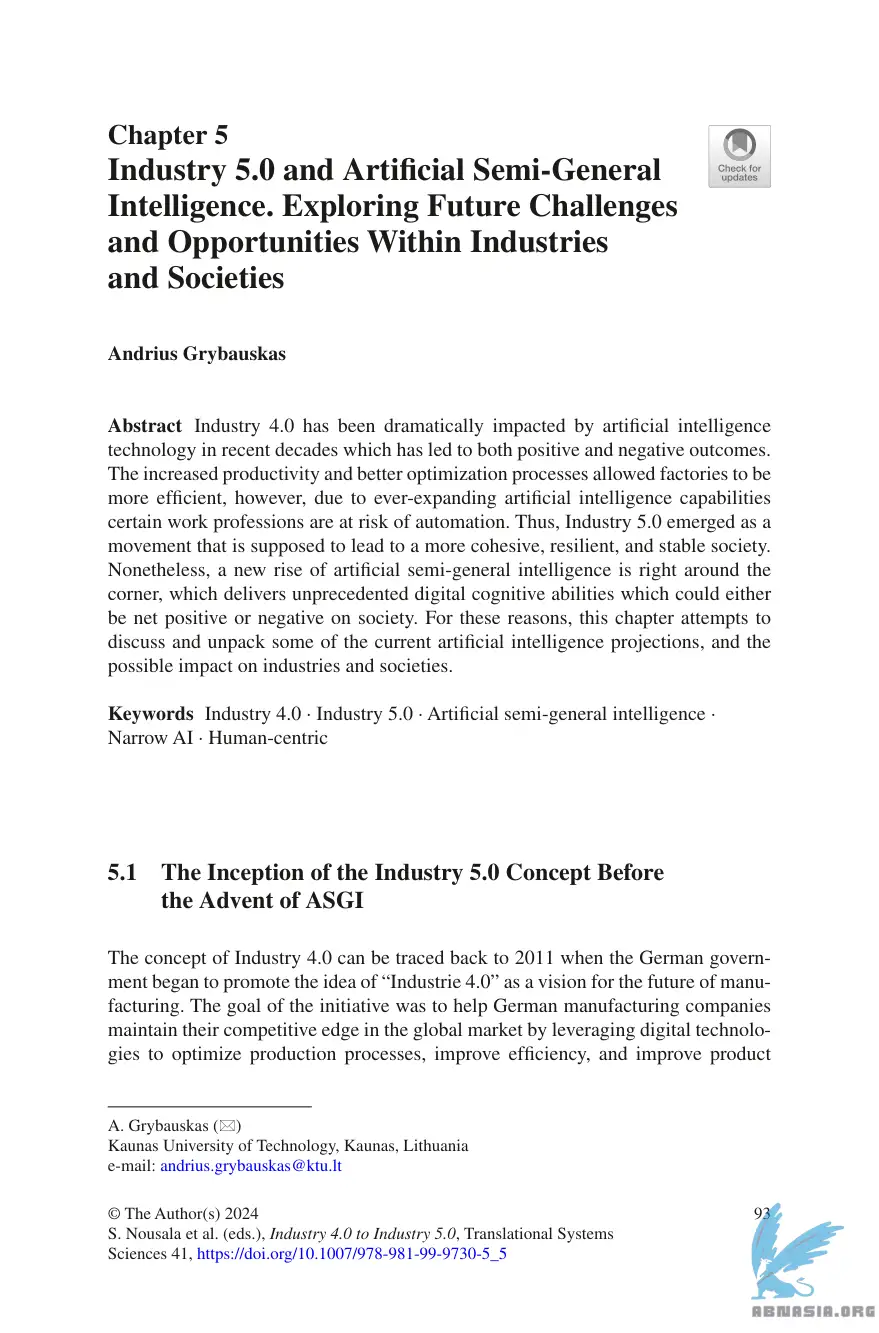 Chapter 5
Industry 5.0 and Artificial Semi-General
Intelligence. Exploring Future Challenges
and Opportunities Within Industries
and Societies
Check for
updates
Andrius Grybauskas
Abstract Industry 4.0 has been dramatically impacted by artificial intelligence
technology in recent decades which has led to both positive and negative outcomes.
The increased productivity and better optimization processes allowed factories to be
more efficient, however, due to ever-expanding artificial intelligence capabilities
certain work professions are at risk of automation. Thus, Industry 5.0 emerged as a
movement that is supposed to lead to a more cohesive, resilient, and stable society.
Nonetheless, a new rise of artificial semi-general intelligence is right around the
corner, which delivers unprecedented digital cognitive abilities which could either
be net positive or negative on society. For these reasons, this chapter attempts to
discuss and unpack some of the current artificial intelligence projections, and the
possible impact on industries and societies.
Keywords Industry 4.0 · Industry 5.0 · Artificial semi-general intelligence ·
Narrow AI · Human-centric
5.1 The Inception of the Industry 5.0 Concept Before
the Advent of ASGI
The concept of Industry 4.0 can be traced back to 2011 when the German govern-
ment began to promote the idea of “Industrie 4.0” as a vision for the future of manu-
facturing. The goal of the initiative was to help German manufacturing companies
maintain their competitive edge in the global market by leveraging digital technolo-
gies to optimize production processes, improve efficiency, and improve product
A. Grybauskas (✉)
Kaunas University of Technology, Kaunas, Lithuania
e-mail: andrius.grybauskas@ktu.lt
© The Author(s) 2024
93
S. Nousala et al. (eds.), Industry 4.0 to Industry 5.0, Translational Systems
Sciences 41, https://doi.org/10.1007/978-981-99-9730-5_5
ABNASIA.ORG